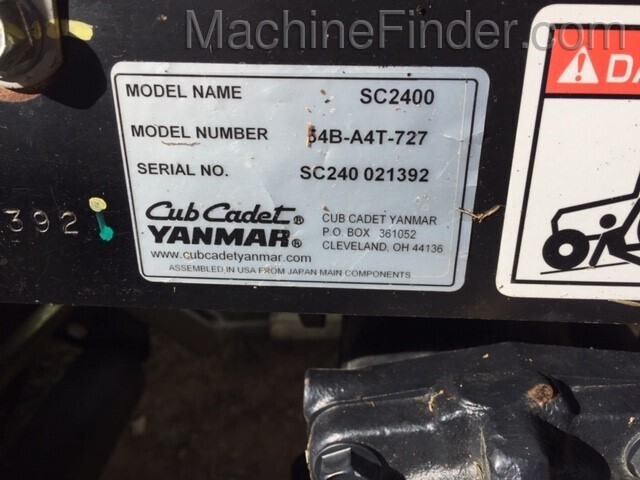 MachineFinder.com
MODEL NAME SC2400
MODEL NUMBER 54B-A4T-727
SERIAL NO. SC240 021392
Cub Cadet®
YANMAR®
www.cubcadetyanmar.com
CUB CADET YANMAR
P.O. BOX 361052
CLEVELAND, OH 44136
ASSEMBLED IN USA FROM JAPAN MAIN COMPONENTS
392
DA